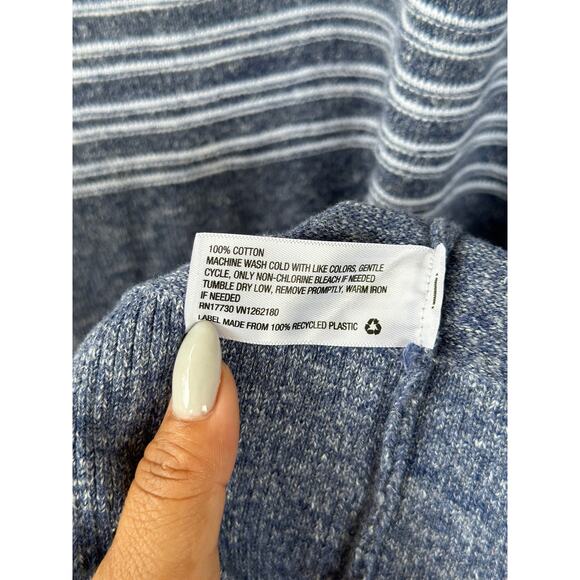 100% COTTON
MACHINE WASH COLD WITH LIKE COLORS, GENTLE
CYCLE, ONLY NON-CHLORINE BLEACH IF NEEDED
TUMBLE DRY LOW, REMOVE PROMPTLY, WARM IRON
IF NEEDED
RN17730 VN1262180
LABEL MADE FROM 100% RECYCLED PLASTIC